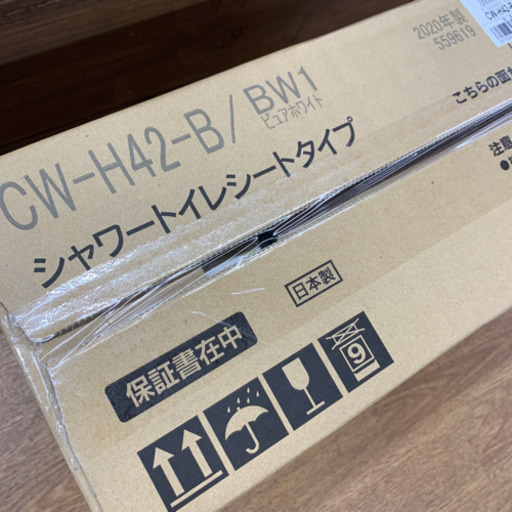 CW-H42-B/BW1
ピュアホワイト
シャワートイレシートタイプ
2020年製
559619
こちらの面
注意
日本製
保証書在中
9